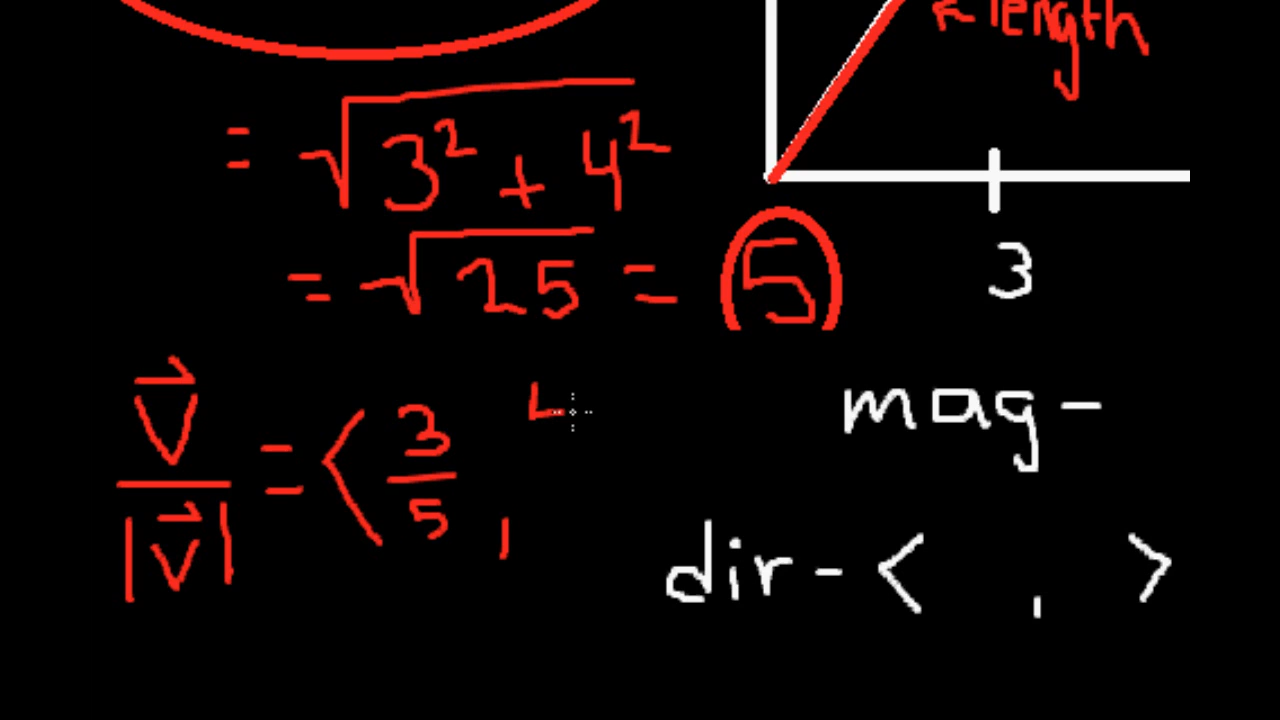 ← length
= √(3² + 4²)
= √25 = 5
3
v⃗ / |v⃗| = ⟨ 3/5 ,
mag -
dir - ⟨ , ⟩